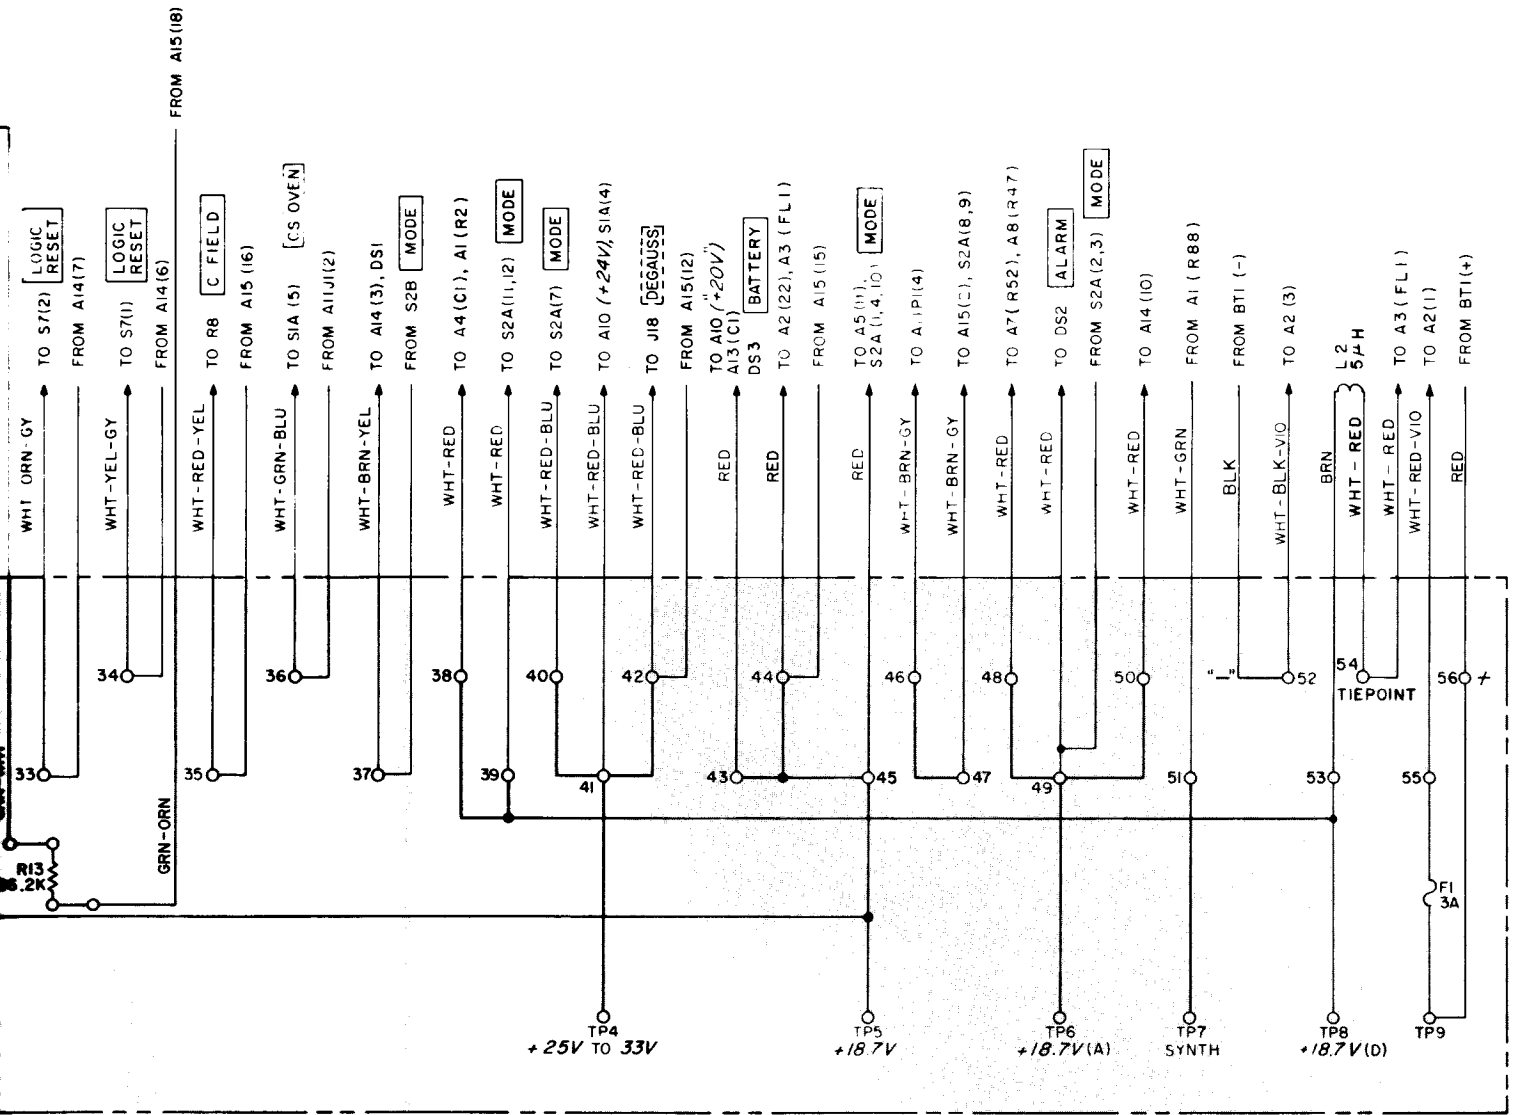 FROM A15(18)
TO S7(2)
LOGIC
RESET
FROM A14(7)
TO S7(1)
LOGIC
RESET
FROM A14(6)
TO R8
C FIELD
FROM A15(16)
TO S1A (5)
CS OVEN
FROM A11J1(2)
TO A14(3), DS1
FROM S2B
MODE
TO A4(C1), A1(R2)
TO S2A(11,12)
MODE
TO S2A(7)
MODE
TO A10 (+24V), S1A(4)
TO J18
DEGAUSS
FROM A15(12)
TO A10 ("+20V")
A13(C1)
DS3
BATTERY
TO A2(22), A3(FL1)
FROM A15(15)
TO A5(11),
S2A(1,4,10)
MODE
TO A11P1(4)
S2A(8,9)
TO A7(R52), A8(R47)
TO DS2
ALARM
FROM S2A(2,3)
MODE
TO A14(10)
FROM A1(R88)
FROM BT1(-)
TO A2(3)
L2
5µH
TO A3(FL1)
TO A2(1)
FROM BT1(+)
WHT ORN-GY
WHT-YEL-GY
WHT-RED-YEL
WHT-GRN-BLU
WHT-BRN-YEL
WHT-RED
WHT-RED
WHT-RED-BLU
WHT-RED-BLU
WHT-RED-BLU
RED
RED
RED
WHT-BRN-GY
WHT-BRN-GY
WHT-RED
WHT-RED
WHT-RED
WHT-GRN
BLK
WHT-BLK-VIO
BRN
WHT-RED
WHT-RED
WHT-RED-VIO
RED
34
36
38
40
42
44
46
48
50
"—"
52
54
TIEPOINT
56
33
35
37
39
41
43
45
47
49
51
53
55
GRN-ORN
R13
F1
3A
TP4
+25V TO 33V
TP5
+18.7V
TP6
+18.7V(A)
TP7
SYNTH
TP8
+18.7V(D)
TP9